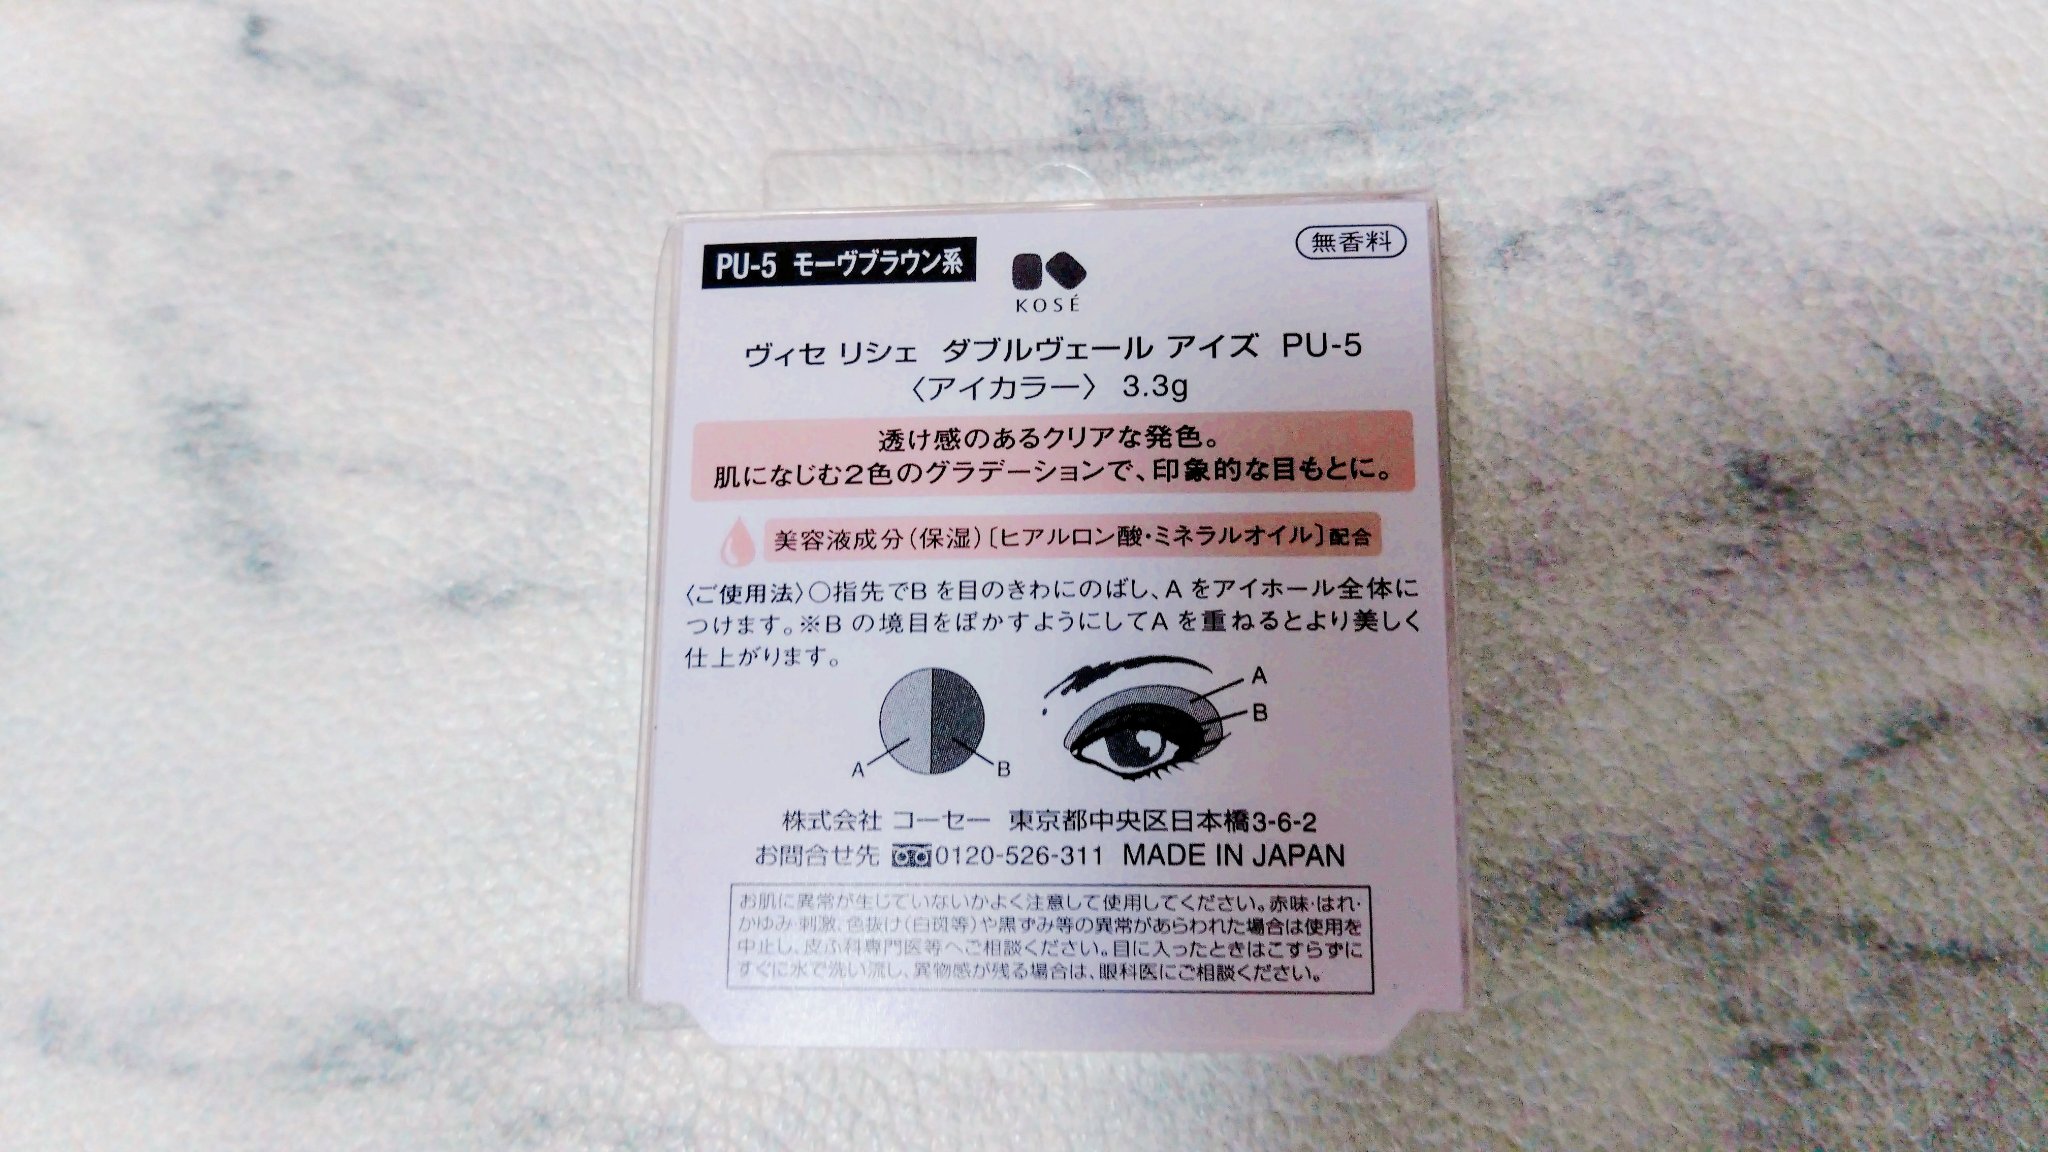 PU-5 モーヴブラウン系
KOSÉ
無香料
ヴィセ リシェ ダブルヴェール アイズ PU-5
〈アイカラー〉 3.3g
透け感のあるクリアな発色。
肌になじむ2色のグラデーションで、印象的な目もとに。
美容液成分(保湿)〔ヒアルロン酸・ミネラルオイル〕配合
〈ご使用法〉○指先でB を目のきわにのばし、A をアイホール全体に
つけます。※B の境目をぼかすようにしてA を重ねるとより美しく
仕上がります。
A
B
A
B
株式会社 コーセー 東京都中央区日本橋3-6-2
お問合せ先 0120-526-311 MADE IN JAPAN
お肌に異常が生じていないかよく注意して使用してください。赤味・はれ・
かゆみ・刺激、色抜け(白斑等)や黒ずみ等の異常があらわれた場合は使用を
中止し、皮ふ科専門医等へご相談ください。目に入ったときはこすらずに
すぐに水で洗い流し、異物感が残る場合は、眼科医にご相談ください。